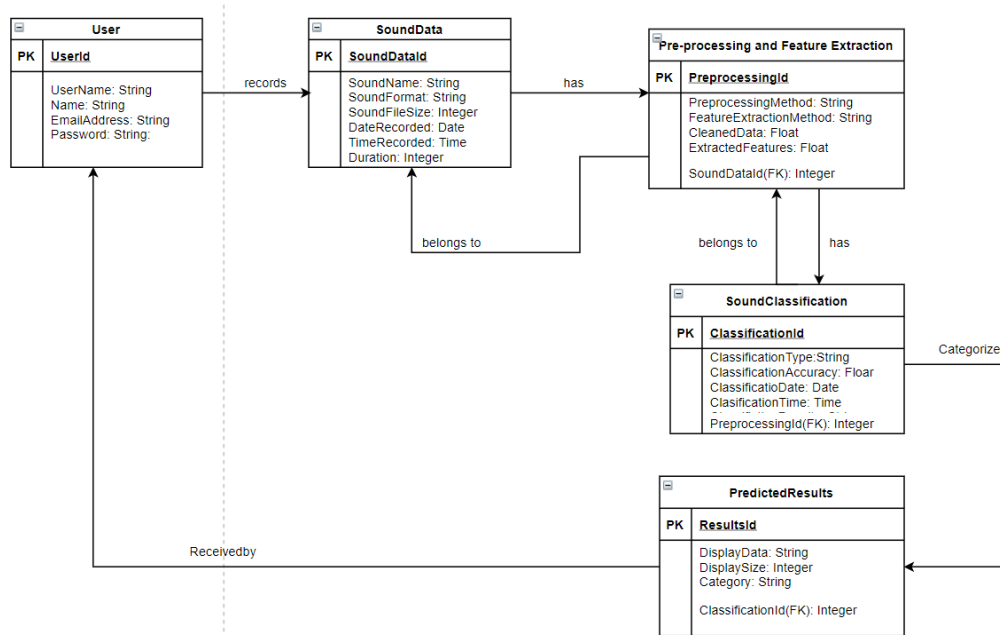 User
PK UserId
UserName: String
Name: String
EmailAddress: String
Password: String:
records
SoundData
PK SoundDataId
SoundName: String
SoundFormat: String
SoundFileSize: Integer
DateRecorded: Date
TimeRecorded: Time
Duration: Integer
has
Pre-processing and Feature Extraction
PK PreprocessingId
PreprocessingMethod: String
FeatureExtractionMethod: String
CleanedData: Float
ExtractedFeatures: Float
SoundDataId(FK): Integer
belongs to
belongs to
has
SoundClassification
PK ClassificationId
ClassificationType:String
ClassificationAccuracy: Floar
ClassificatioDate: Date
ClasificationTime: Time
PreprocessingId(FK): Integer
Categorize
PredictedResults
PK ResultsId
DisplayData: String
DisplaySize: Integer
Category: String
ClassificationId(FK): Integer
Receivedby